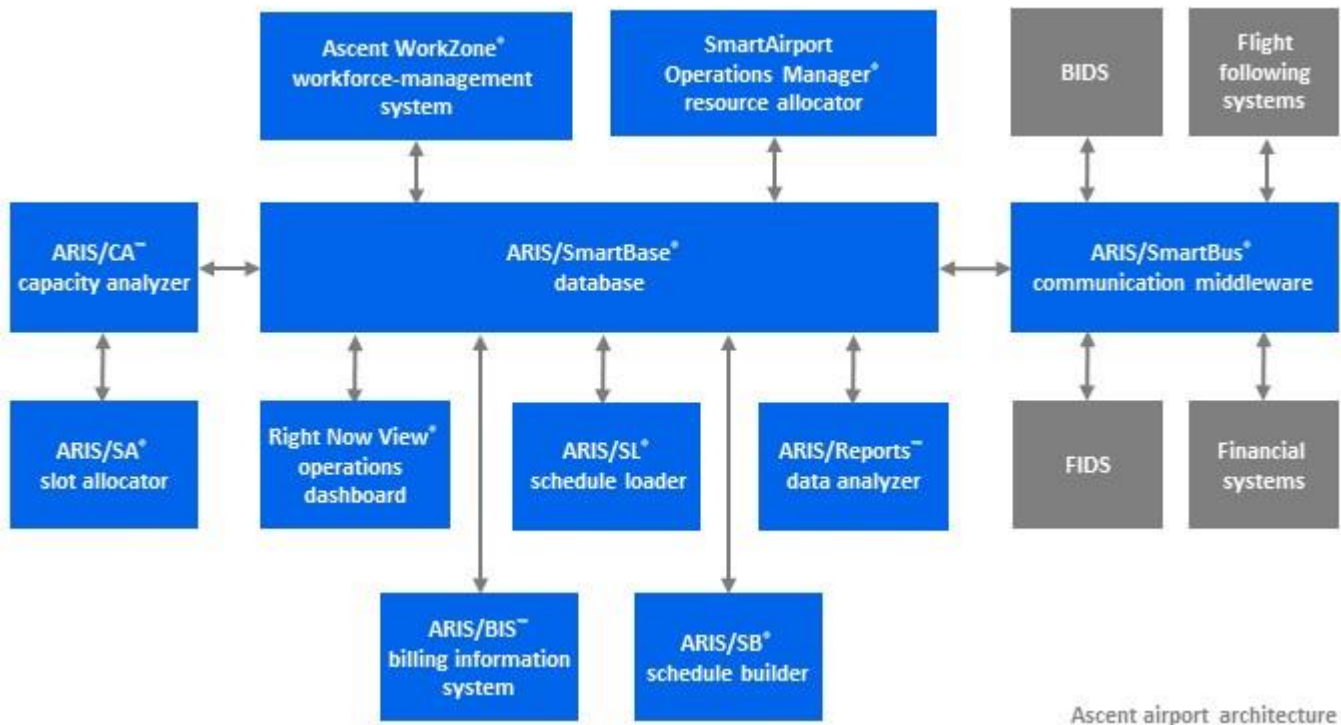 Ascent WorkZone®
workforce-management
system
SmartAirport
Operations Manager®
resource allocator
BIDS
Flight
following
systems
ARIS/CA™
capacity analyzer
ARIS/SmartBase®
database
ARIS/SmartBus®
communication middleware
ARIS/SA®
slot allocator
Right Now View®
operations
dashboard
ARIS/SL®
schedule loader
ARIS/Reports™
data analyzer
FIDS
Financial
systems
ARIS/BIS™
billing information
system
ARIS/SB®
schedule builder
Ascent airport architecture